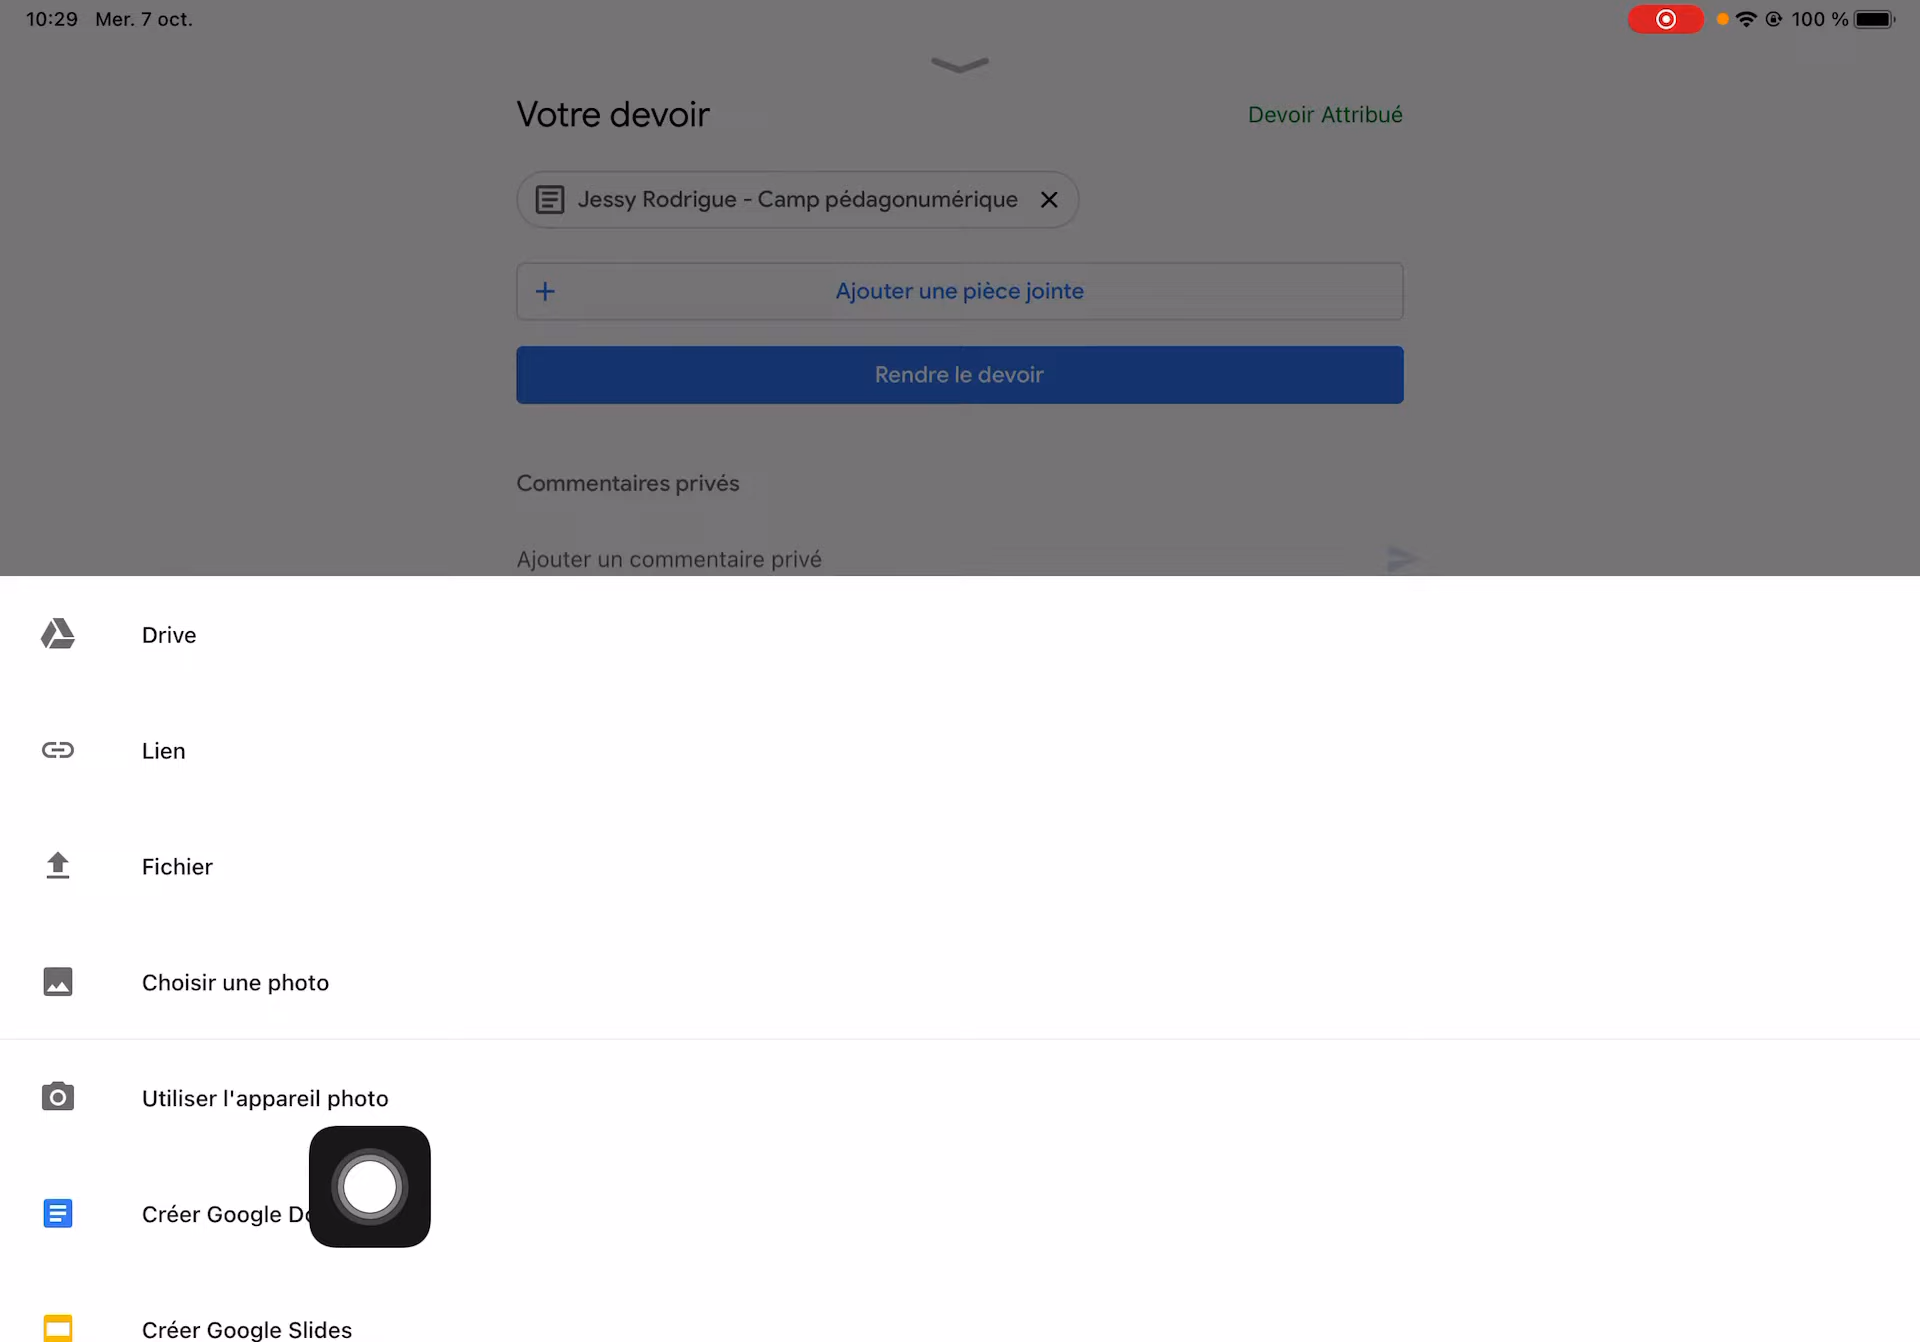 10:29 Mer. 7 oct.
100 %
Votre devoir
Devoir Attribué
Jessy Rodrigue - Camp pédagonumérique
Ajouter une pièce jointe
Rendre le devoir
Commentaires privés
Ajouter un commentaire privé
Drive
Lien
Fichier
Choisir une photo
Utiliser l'appareil photo
Créer Google
Créer Google Slides